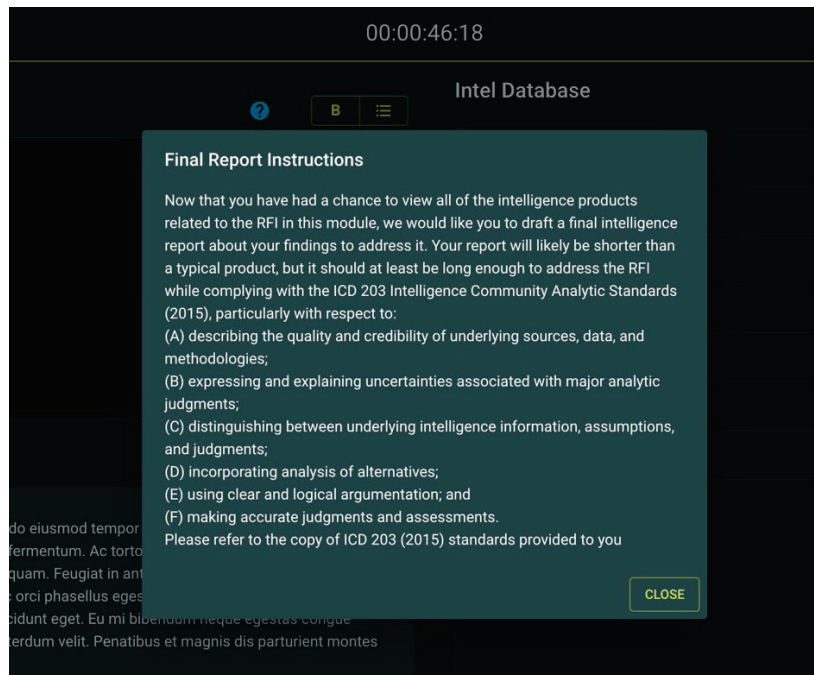 00:00:46:18
Intel Database
B
Final Report Instructions
Now that you have had a chance to view all of the intelligence products
related to the RFI in this module, we would like you to draft a final intelligence
report about your findings to address it. Your report will likely be shorter than
a typical product, but it should at least be long enough to address the RFI
while complying with the ICD 203 Intelligence Community Analytic Standards
(2015), particularly with respect to:
(A) describing the quality and credibility of underlying sources, data, and
methodologies;
(B) expressing and explaining uncertainties associated with major analytic
judgments;
(C) distinguishing between underlying intelligence information, assumptions,
and judgments;
(D) incorporating analysis of alternatives;
(E) using clear and logical argumentation; and
(F) making accurate judgments and assessments.
Please refer to the copy of ICD 203 (2015) standards provided to you
CLOSE
do eiusmod tempor
fermentum. Ac torto
quam. Feugiat in ant
orci phasellus eges
cidunt eget. Eu mi bibendum neque egestas congue
terdum velit. Penatibus et magnis dis parturient montes